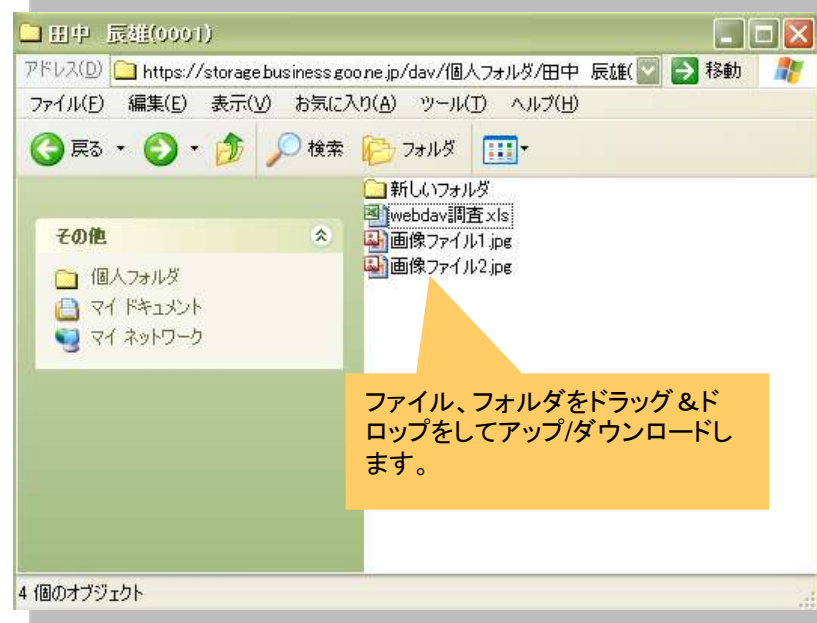 田中 辰雄(0001)
アドレス(D) https://storage.business.goo.ne.jp/dav/個人フォルダ/田中 辰雄( 移動
ファイル(F) 編集(E) 表示(V) お気に入り(A) ツール(T) ヘルプ(H)
戻る 検索 フォルダ
新しいフォルダ
webdav調査.xls
画像ファイル1.jpg
画像ファイル2.jpg
その他
個人フォルダ
マイ ドキュメント
マイ ネットワーク
ファイル、フォルダをドラッグ&ド
ロップをしてアップ/ダウンロードし
ます。
4 個のオブジェクト